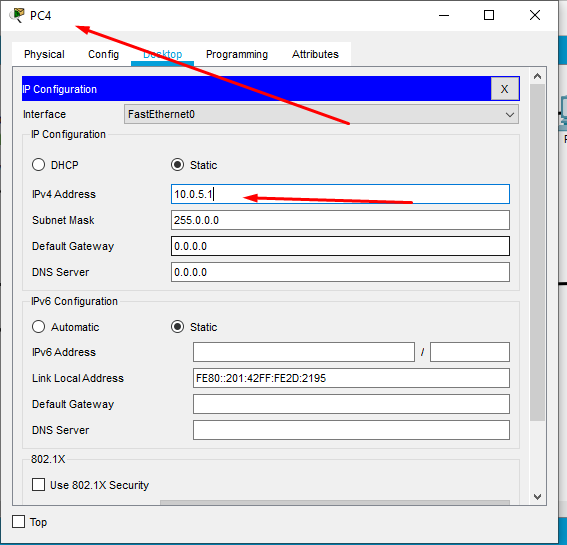 PC4
Physical Config Desktop Programming Attributes
IP Configuration X
Interface FastEthernet0
IP Configuration
DHCP Static
IPv4 Address 10.0.5.1
Subnet Mask 255.0.0.0
Default Gateway 0.0.0.0
DNS Server 0.0.0.0
IPv6 Configuration
Automatic Static
IPv6 Address /
Link Local Address FE80::201:42FF:FE2D:2195
Default Gateway
DNS Server
802.1X
Use 802.1X Security
Top